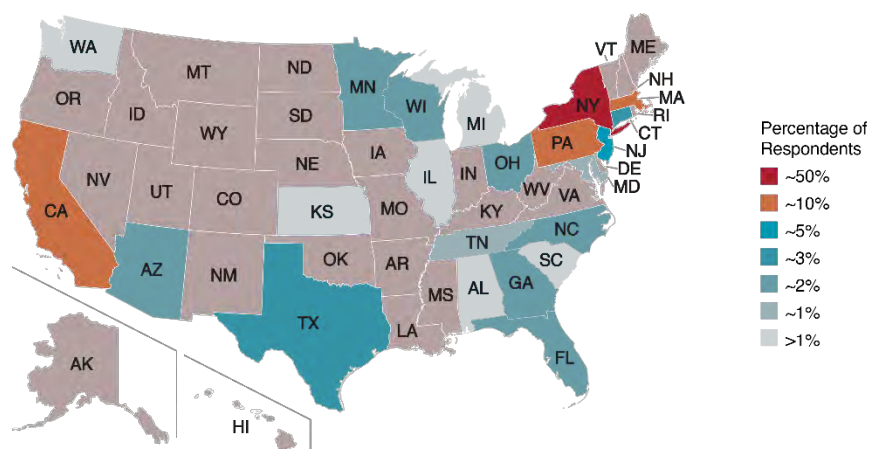 WA
MT
ND
MN
VT
ME
OR
ID
SD
WI
MI
NY
NH
MA
RI
CT
WY
NE
IA
PA
NJ
DE
MD
NV
UT
CO
KS
IL
IN
OH
WV
VA
CA
MO
KY
AZ
NM
OK
AR
TN
NC
SC
TX
LA
MS
AL
GA
FL
AK
HI
Percentage of
Respondents
~50%
~10%
~5%
~3%
~2%
~1%
>1%